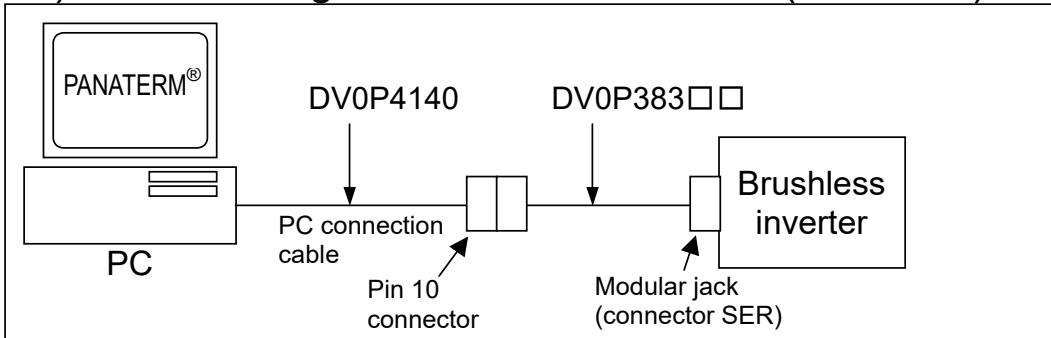 PANATERM®
DV0P4140
DV0P383□□
Brushless
inverter
PC connection
cable
PC
Pin 10
connector
Modular jack
(connector SER)